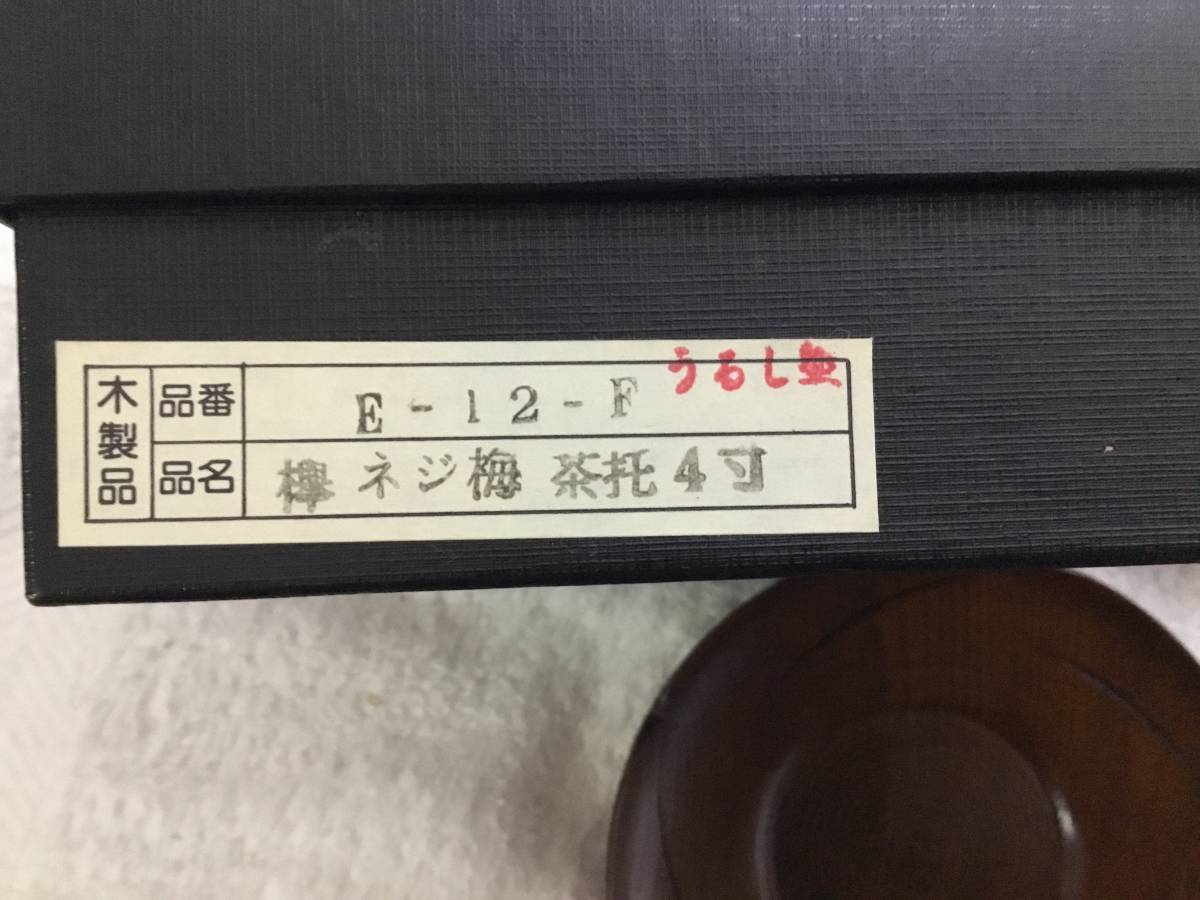 うるし塗
木製品
品番 E-12-F
品名 欅 ネジ梅 茶托4寸